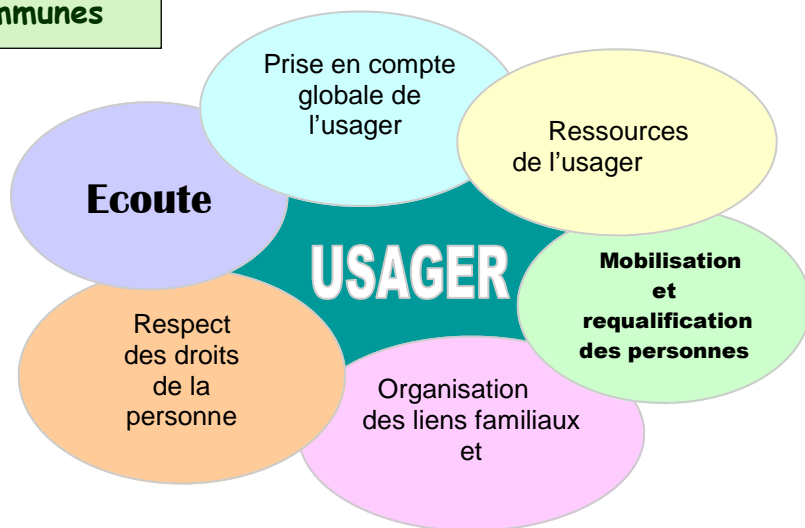 mmunes
Prise en compte
globale de
l’usager
Ressources
de l’usager
Ecoute
USAGER
Mobilisation
et
requalification
des personnes
Respect
des droits
de la
personne
Organisation
des liens familiaux
et